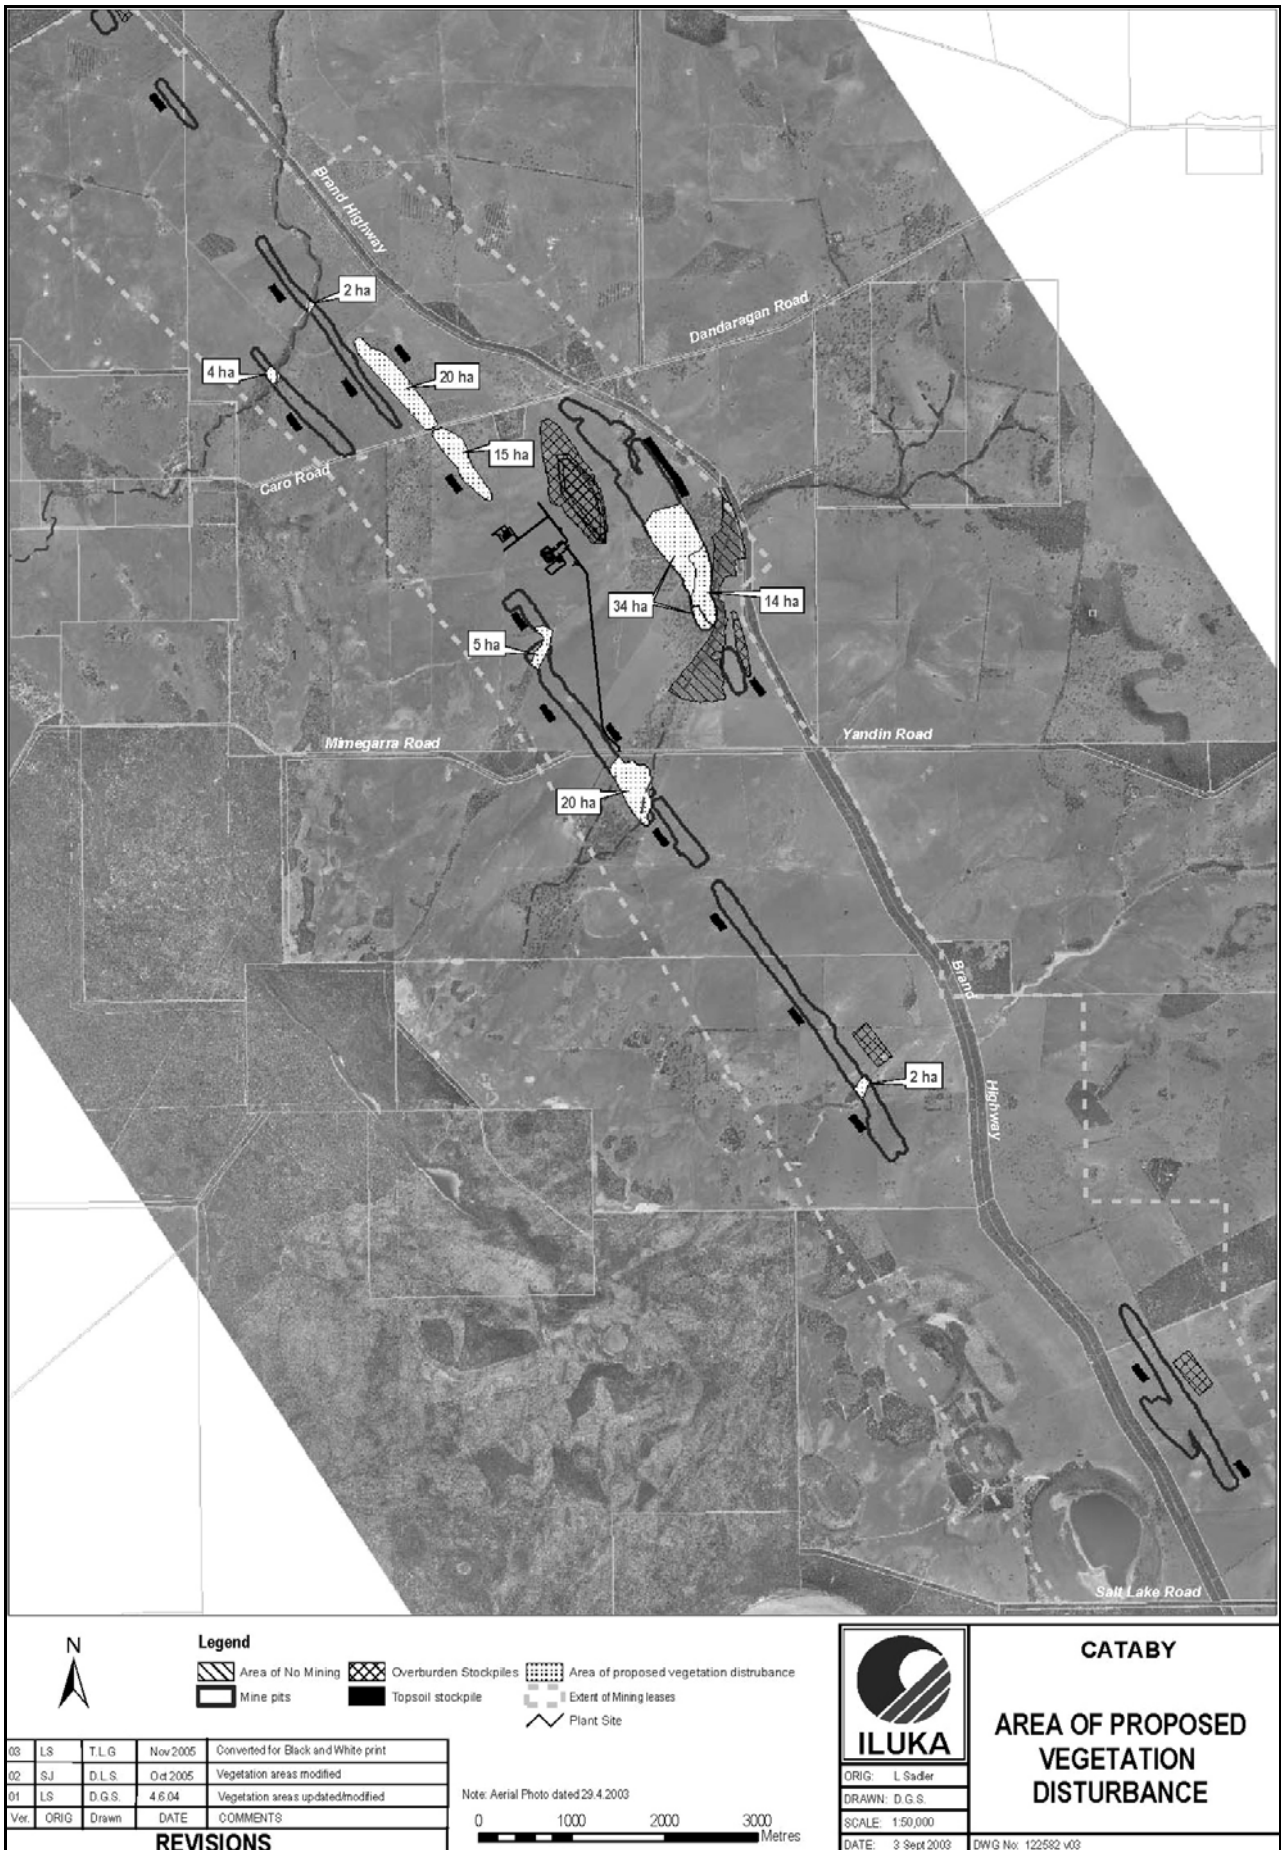 Brand Highway
2 ha
Dandaragan Road
4 ha
20 ha
15 ha
Caro Road
34 ha
14 ha
5 ha
1
Mimegarra Road
Yandin Road
20 ha
Brand
2 ha
Highway
Salt Lake Road
N
Legend
Area of No Mining
Overburden Stockpiles
Area of proposed vegetation distrubance
Mine pits
Topsoil stockpile
Extent of Mining leases
Plant Site
03 LS T.L.G Nov 2005 Converted for Black and White print
02 SJ D.L.S. Oct 2005 Vegetation areas modified
01 LS D.G.S. 4.6.04 Vegetation areas updated/modified
Ver. ORIG Drawn DATE COMMENTS
REVISIONS
Note: Aerial Photo dated 29.4.2003
0 1000 2000 3000
Metres
ILUKA
ORIG: L Sadler
DRAWN: D.G.S.
SCALE: 1:50,000
DATE: 3 Sept 2003
CATABY
AREA OF PROPOSED
VEGETATION
DISTURBANCE
DWG No: 122582 v03